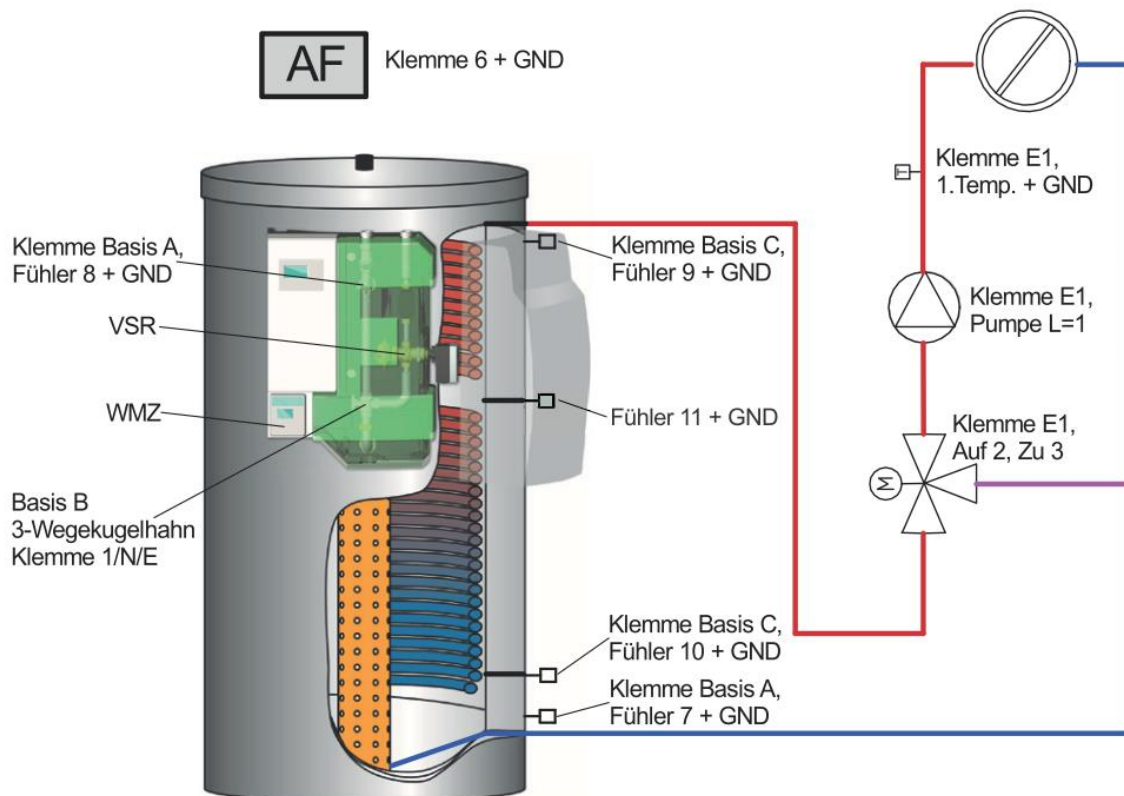 AF
Klemme 6 + GND
Klemme E1,
1.Temp. + GND
Klemme Basis A,
Fühler 8 + GND
Klemme Basis C,
Fühler 9 + GND
Klemme E1,
Pumpe L=1
VSR
WMZ
Fühler 11 + GND
Klemme E1,
Auf 2, Zu 3
M
Basis B
3-Wegekugelhahn
Klemme 1/N/E
Klemme Basis C,
Fühler 10 + GND
Klemme Basis A,
Fühler 7 + GND